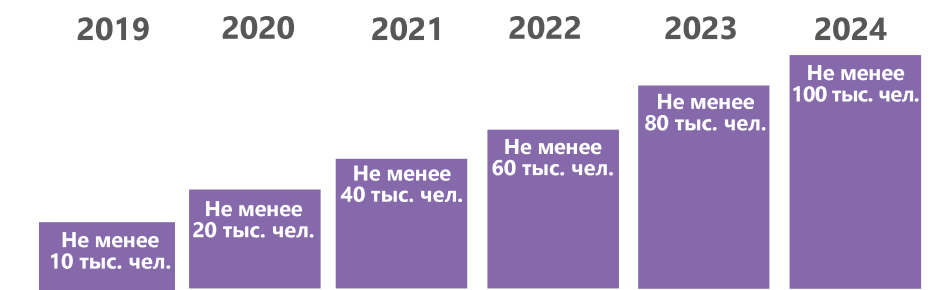 2019
2020
2021
2022
2023
2024
Не менее
10 тыс. чел.
Не менее
20 тыс. чел.
Не менее
40 тыс. чел.
Не менее
60 тыс. чел.
Не менее
80 тыс. чел.
Не менее
100 тыс. чел.